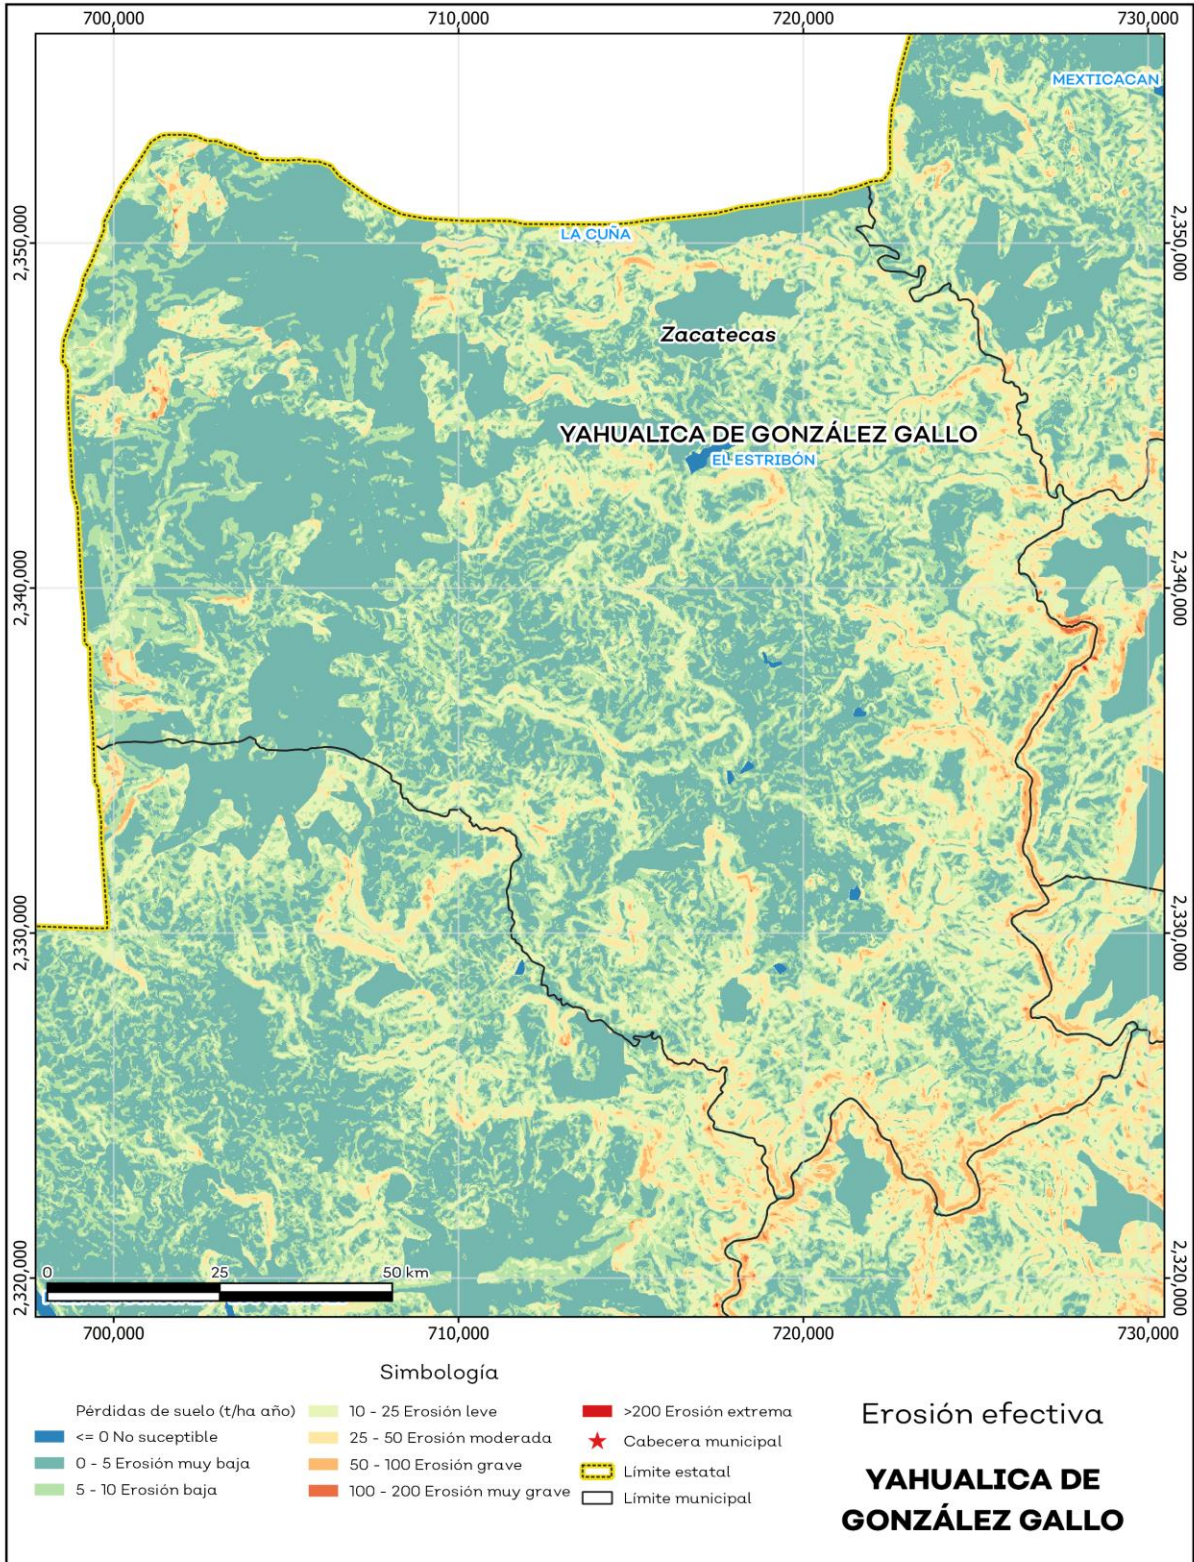 700,000
710,000
720,000
730,000
MEXTICACAN
2,350,000
2,350,000
LA CUÑA
Zacatecas
YAHUALICA DE GONZÁLEZ GALLO
EL ESTRIBÓN
2,340,000
2,340,000
2,330,000
2,330,000
2,320,000
2,320,000
0 25 50 km
700,000
710,000
720,000
730,000
Simbología
Pérdidas de suelo (t/ha año)
<= 0 No suceptible
0 - 5 Erosión muy baja
5 - 10 Erosión baja
10 - 25 Erosión leve
25 - 50 Erosión moderada
50 - 100 Erosión grave
100 - 200 Erosión muy grave
>200 Erosión extrema
Cabecera municipal
Límite estatal
Límite municipal
Erosión efectiva
YAHUALICA DE
GONZÁLEZ GALLO